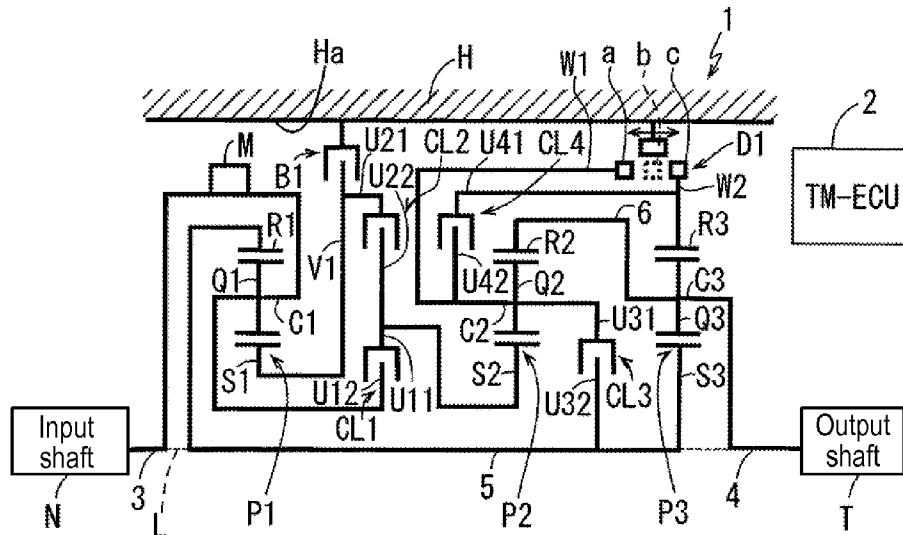 1
Ha
H
W1
a
b
c
2
M
B1
U21
CL2
U22
U41
CL4
D1
W2
TM-ECU
6
R1
R2
R3
V1
Q1
U42
Q2
C3
C1
C2
U31
Q3
S1
U12
U11
S2
U32
CL3
S3
CL1
Input
shaft
Output
shaft
3
L
5
4
N
P1
P2
P3
T